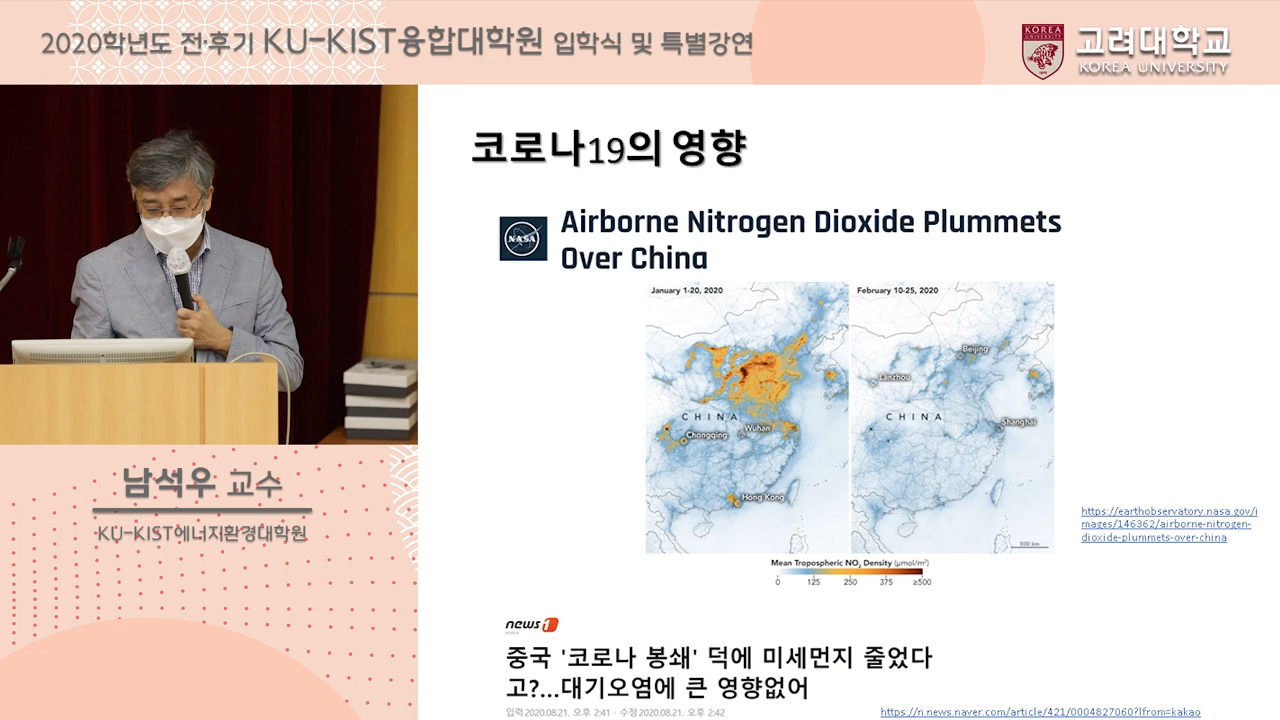 2020학년도 전·후기 KU-KIST융합대학원 입학식 및 특별강연
KOREA
UNIVERSITY
1905
고려대학교
KOREA UNIVERSITY
코로나19의 영향
NASA
Airborne Nitrogen Dioxide Plummets
Over China
January 1-20, 2020
February 10-25, 2020
Beijing
Lanzhou
CHINA
CHINA
Shanghai
Wuhan
Chongqing
Hong Kong
500 km
Mean Tropospheric NO₂ Density (μmol/m²)
0 125 250 375 ≥500
https://earthobservatory.nasa.gov/i
mages/146362/airborne-nitrogen-
dioxide-plummets-over-china
남석우 교수
KU-KIST에너지환경대학원
news1
KOREA
중국 '코로나 봉쇄' 덕에 미세먼지 줄었다
고?...대기오염에 큰 영향없어
입력 2020.08.21. 오후 2:41 · 수정 2020.08.21. 오후 2:42
https://n.news.naver.com/article/421/0004827060?lfrom=kakao